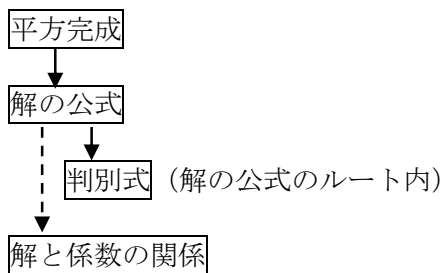 平方完成
解の公式
判別式（解の公式のルート内）
解と係数の関係